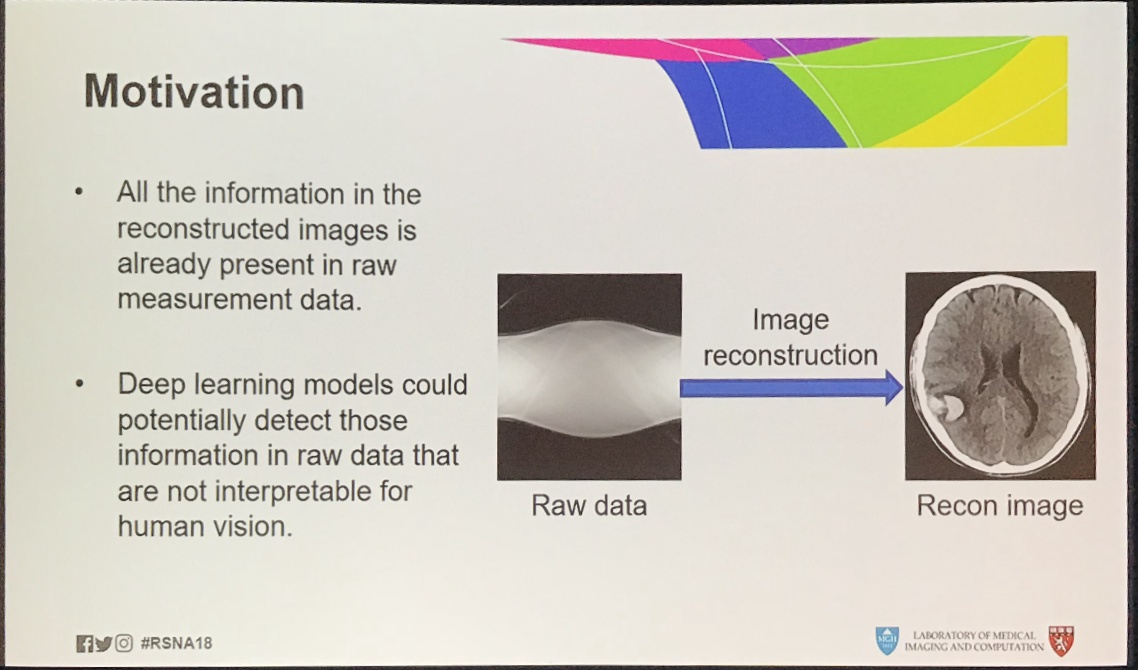 Motivation
• All the information in the
reconstructed images is
already present in raw
measurement data.
• Deep learning models could
potentially detect those
information in raw data that
are not interpretable for
human vision.
Image
reconstruction
Raw data
Recon image
#RSNA18
MGH
LABORATORY OF MEDICAL
IMAGING AND COMPUTATION